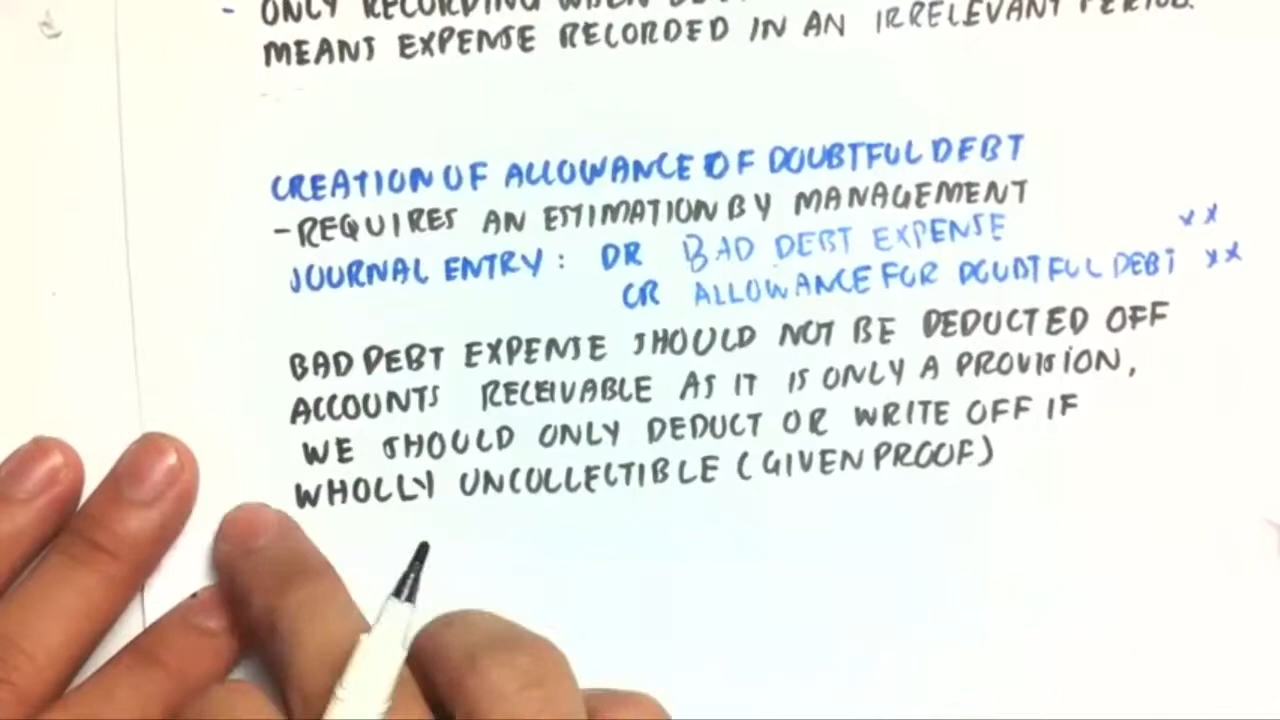 - ONLY RECORDING WHEN
MEANS EXPENSE RECORDED IN AN IRRELEVANT PERIOD.
CREATION OF ALLOWANCE OF DOUBTFUL DEBT
- REQUIRES AN ESTIMATION BY MANAGEMENT
JOURNAL ENTRY : DR BAD DEBT EXPENSE xx
CR ALLOWANCE FOR DOUBTFUL DEBT xx
BAD DEBT EXPENSE SHOULD NOT BE DEDUCTED OFF
ACCOUNTS RECEIVABLE AS IT IS ONLY A PROVISION,
WE SHOULD ONLY DEDUCT OR WRITE OFF IF
WHOLLY UNCOLLECTIBLE (GIVEN PROOF)